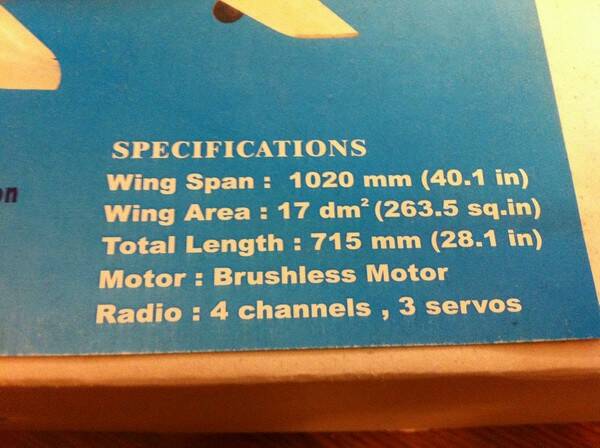 SPECIFICATIONS
Wing Span : 1020 mm (40.1 in)
Wing Area : 17 dm² (263.5 sq.in)
Total Length : 715 mm (28.1 in)
Motor : Brushless Motor
Radio : 4 channels , 3 servos